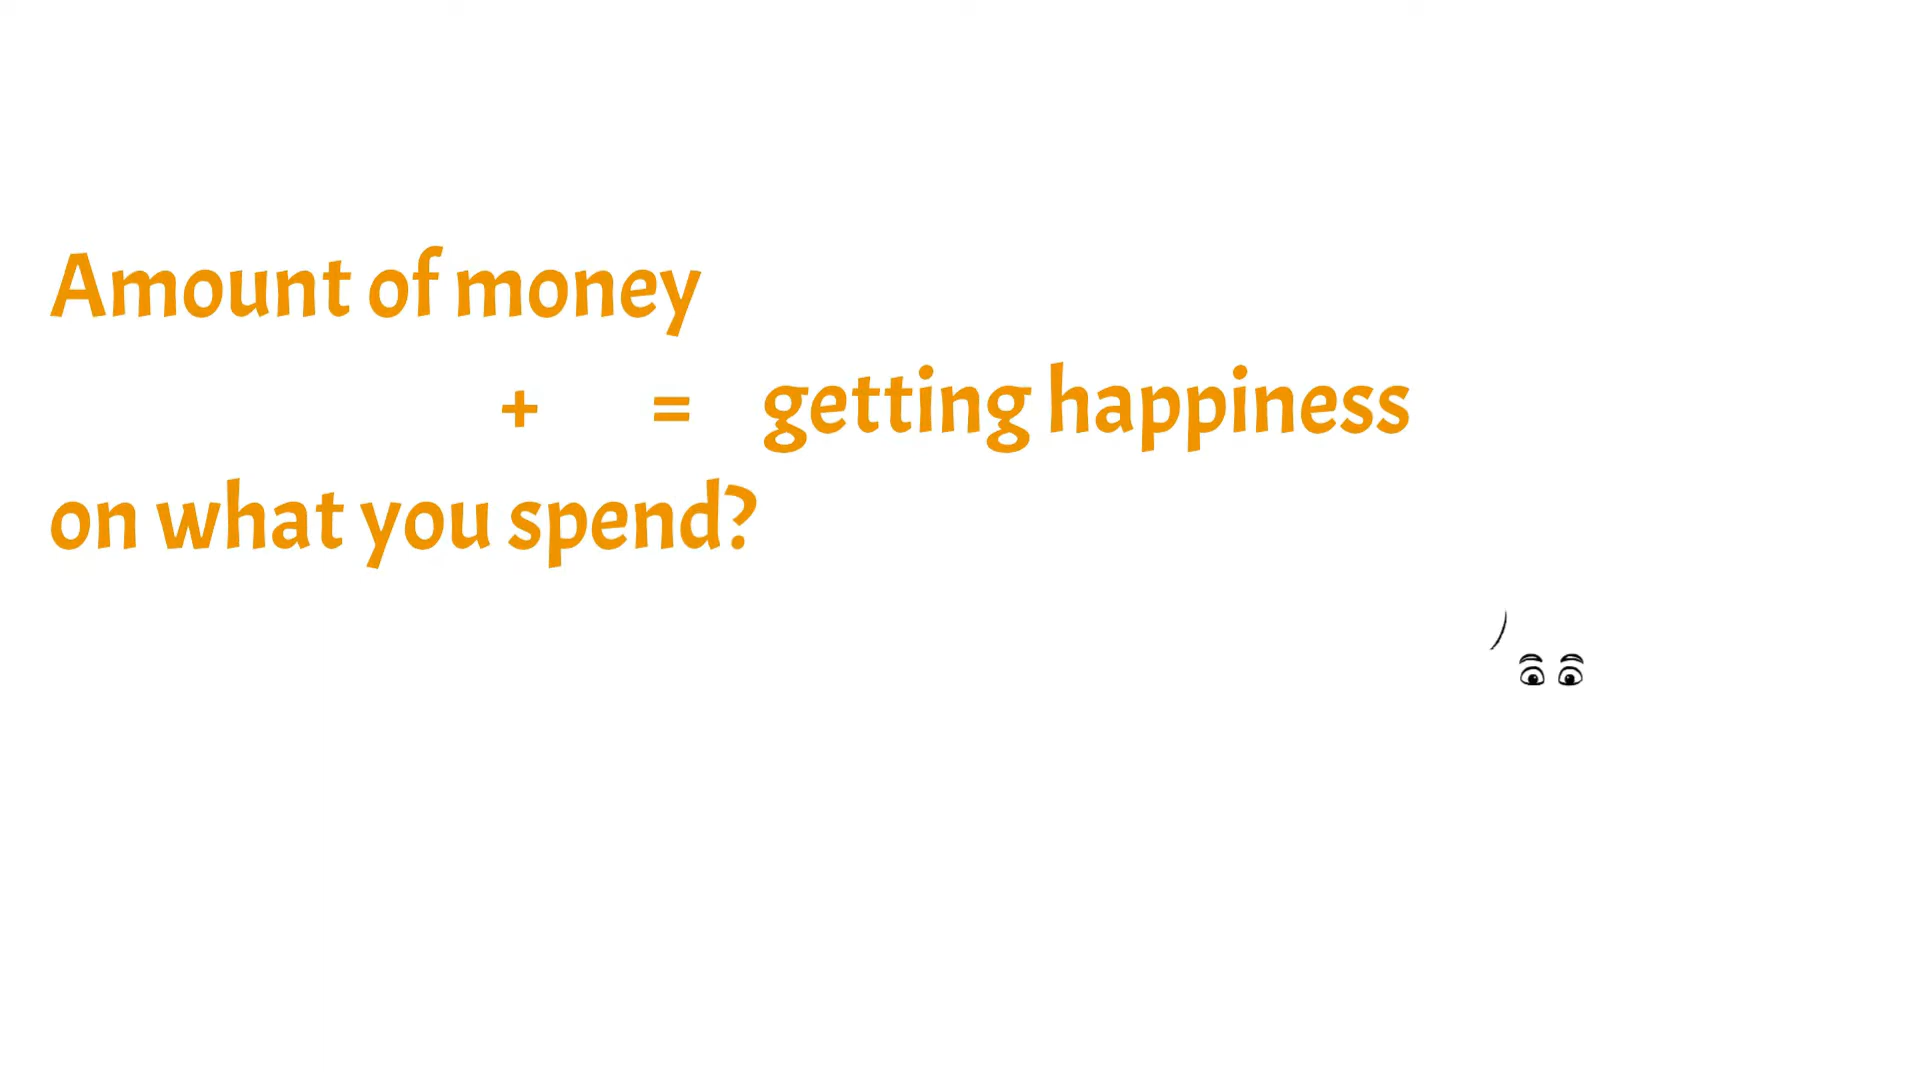 Amount of money
+ = getting happiness
on what you spend?